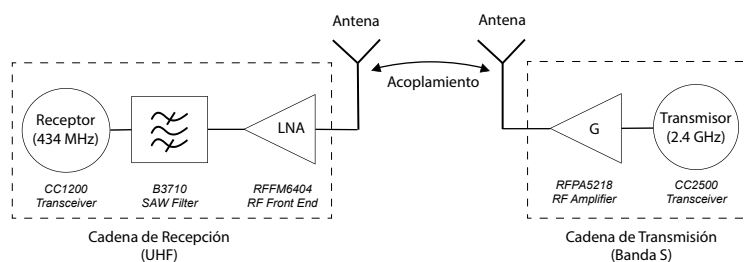 Antena
Antena
Acoplamiento
Receptor
(434 MHz)
LNA
G
Transmisor
(2.4 GHz)
CC1200
Transceiver
B3710
SAW Filter
RFFM6404
RF Front End
RFPA5218
RF Amplifier
CC2500
Transceiver
Cadena de Recepción
(UHF)
Cadena de Transmisión
(Banda S)